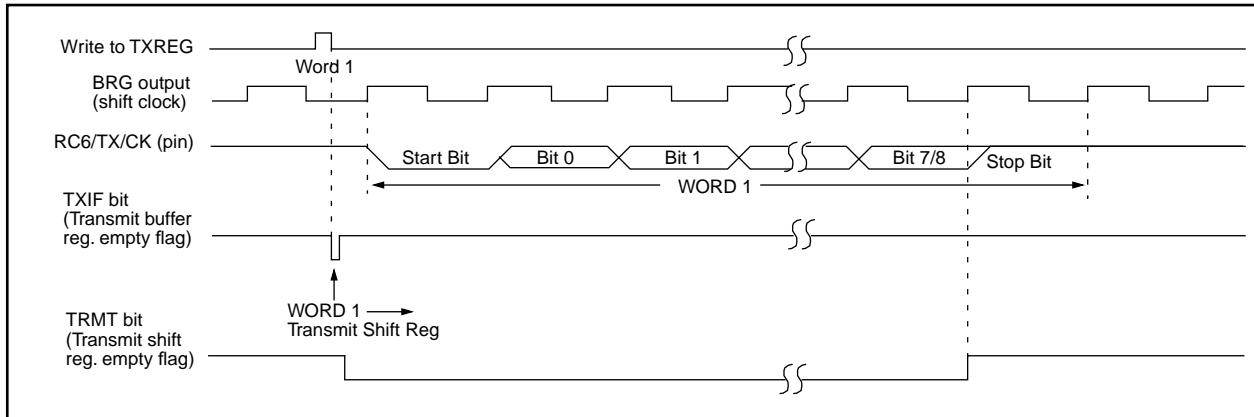 Write to TXREG
Word 1
BRG output
(shift clock)
RC6/TX/CK (pin)
Start Bit
Bit 0
Bit 1
Bit 7/8
Stop Bit
WORD 1
TXIF bit
(Transmit buffer
reg. empty flag)
WORD 1
Transmit Shift Reg
TRMT bit
(Transmit shift
reg. empty flag)